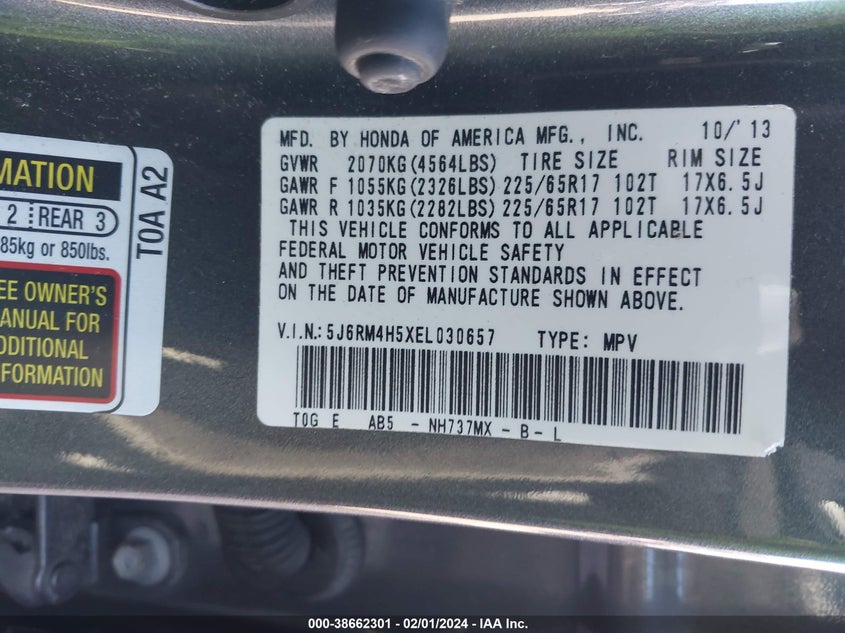 MATION
2 REAR 3
85kg or 850lbs.
EE OWNER'S
ANUAL FOR
DDITIONAL
FORMATION
T0A A2
MFD. BY HONDA OF AMERICA MFG., INC. 10/'13
GVWR 2070KG(4564LBS) TIRE SIZE RIM SIZE
GAWR F 1055KG(2326LBS) 225/65R17 102T 17X6.5J
GAWR R 1035KG(2282LBS) 225/65R17 102T 17X6.5J
THIS VEHICLE CONFORMS TO ALL APPLICABLE
FEDERAL MOTOR VEHICLE SAFETY
AND THEFT PREVENTION STANDARDS IN EFFECT
ON THE DATE OF MANUFACTURE SHOWN ABOVE.
V.I.N.: 5J6RM4H5XEL030657 TYPE: MPV
T0G E AB5 - NH737MX - B - L
000-38662301 - 02/01/2024 - IAA Inc.